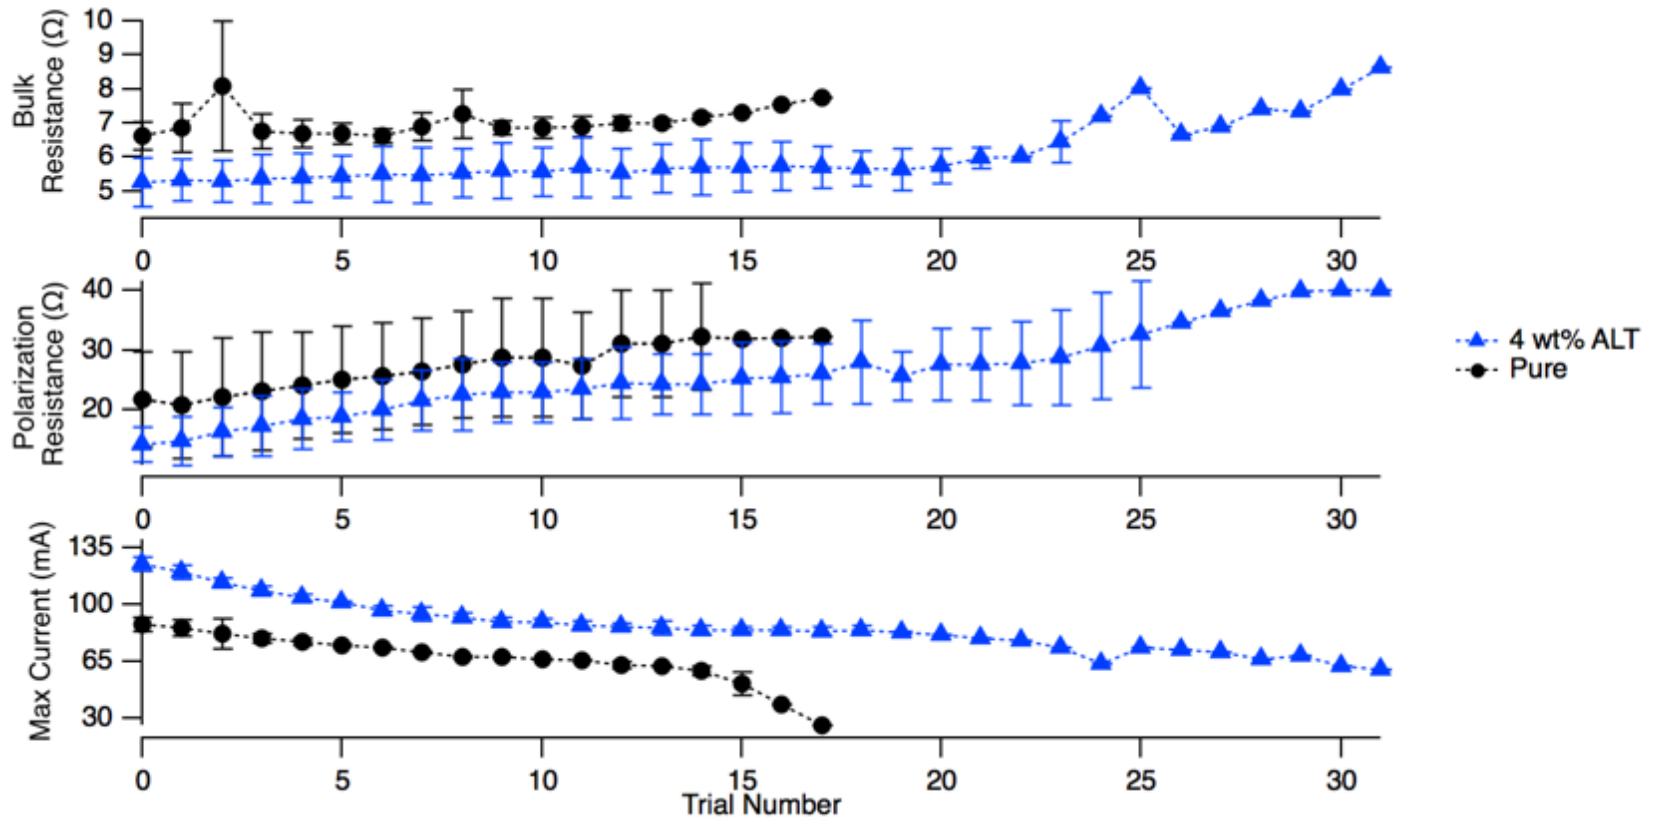 Bulk
Resistance (Ω)
10
9
8
7
6
5
0 5 10 15 20 25 30
Polarization
Resistance (Ω)
40
30
20
0 5 10 15 20 25 30
4 wt% ALT
Pure
Max Current (mA)
135
100
65
30
0 5 10 15 20 25 30
Trial Number